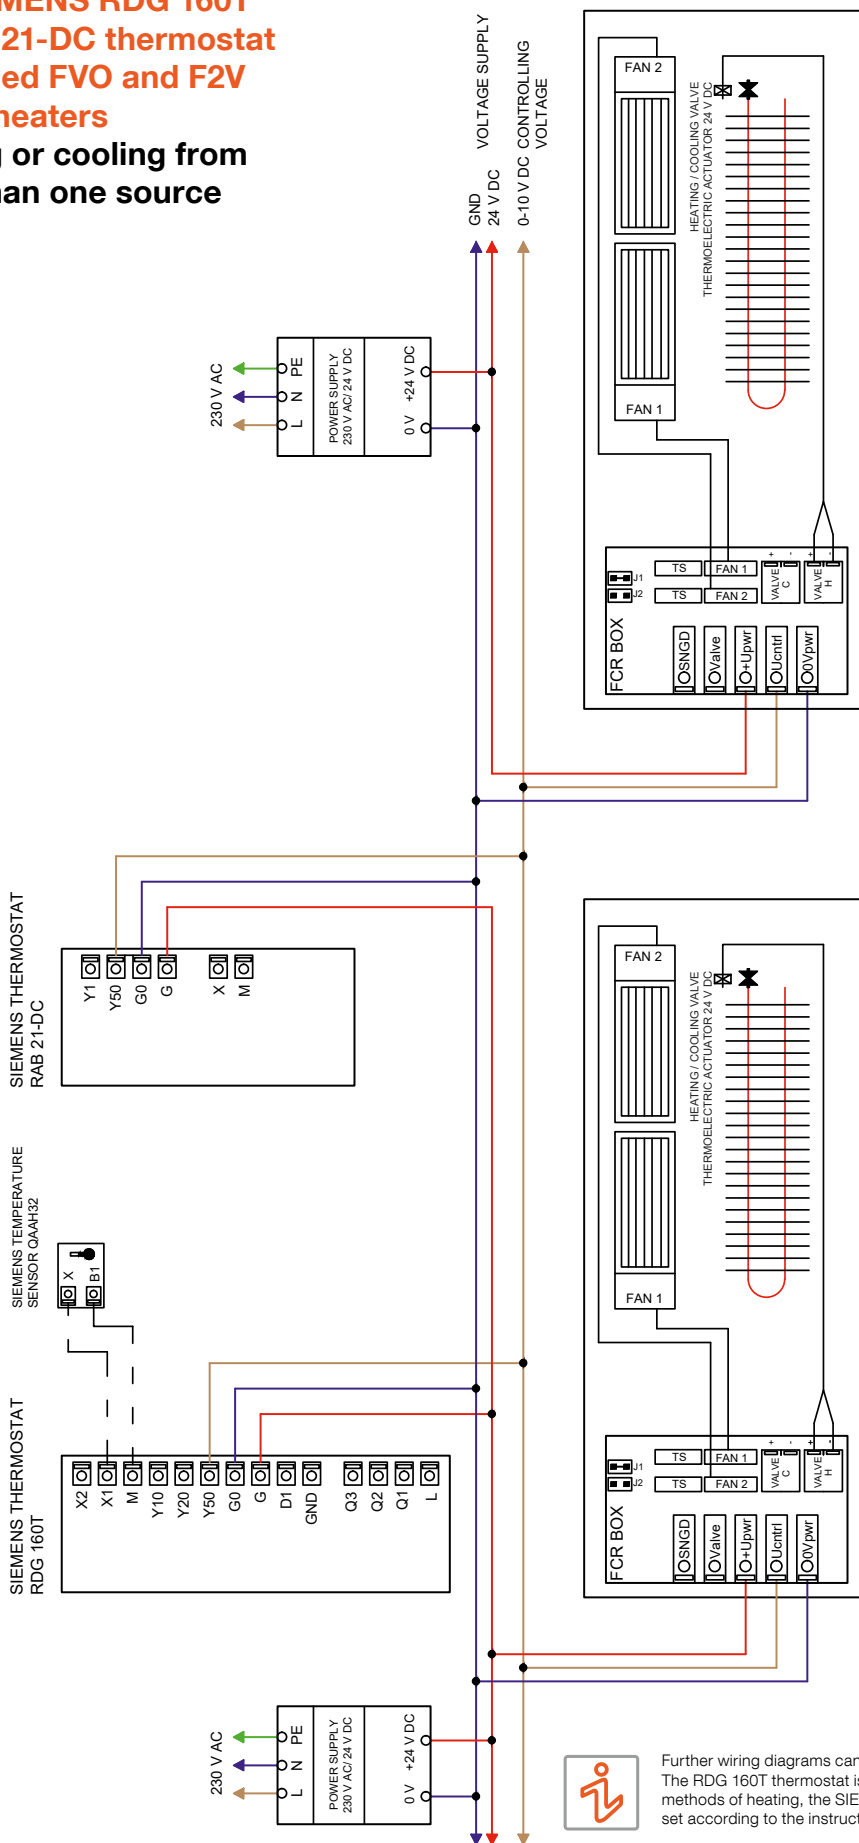 MENS RDG 160T
21-DC thermostat
ed FVO and F2V
heaters
g or cooling from
han one source
GND
24 V DC
VOLTAGE SUPPLY
0-10 V DC CONTROLLING
VOLTAGE
230 V AC
PE
N
L
POWER SUPPLY
230 V AC/ 24 V DC
+24 V DC
0 V
FAN 2
HEATING / COOLING VALVE
THERMOELECTRIC ACTUATOR 24 V DC
FAN 1
FCR BOX
J1
J2
TS
FAN 1
TS
FAN 2
VALVE
C
+
-
VALVE
H
+
-
SNGD
Valve
+Upwr
Ucntrl
0Vpwr
SIEMENS THERMOSTAT
RAB 21-DC
Y1
Y50
G0
G
X
M
SIEMENS TEMPERATURE
SENSOR QAAH32
X
B1
SIEMENS THERMOSTAT
RDG 160T
X2
X1
M
Y10
Y20
Y50
G0
G
D1
GND
Q3
Q2
Q1
L
FAN 2
HEATING / COOLING VALVE
THERMOELECTRIC ACTUATOR 24 V DC
FAN 1
FCR BOX
J1
J2
TS
FAN 1
TS
FAN 2
VALVE
C
+
-
VALVE
H
+
-
SNGD
Valve
+Upwr
Ucntrl
0Vpwr
230 V AC
PE
N
L
POWER SUPPLY
230 V AC/ 24 V DC
+24 V DC
0 V
Further wiring diagrams can
The RDG 160T thermostat is
methods of heating, the SIE
set according to the instruct